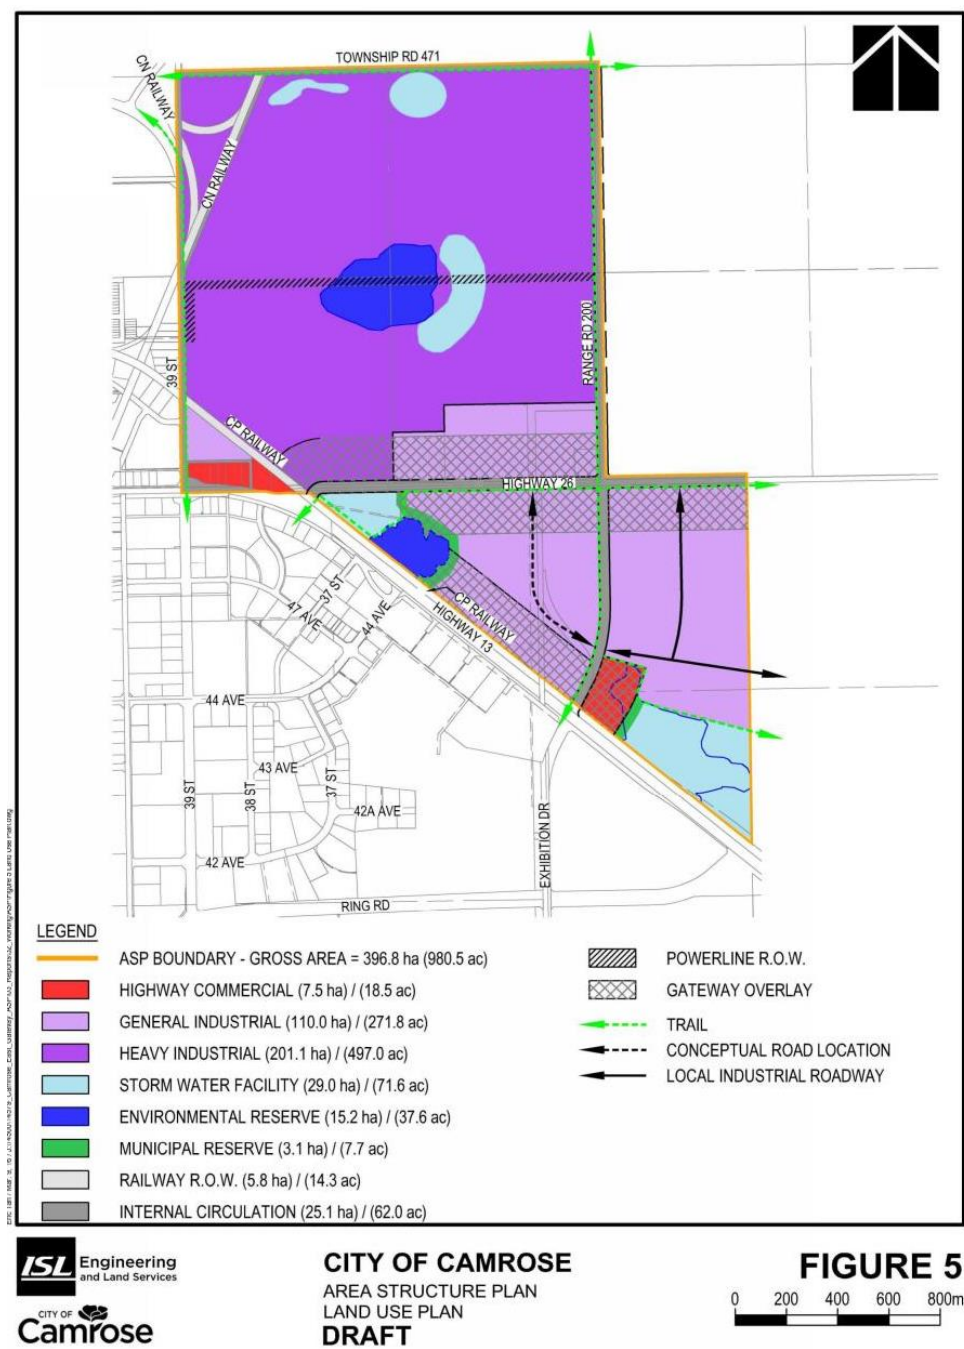 TOWNSHIP RD 471
CN RAILWAY
CN RAILWAY
39 ST
RANGE RD 200
CP RAILWAY
HIGHWAY 26
CP RAILWAY
HIGHWAY 13
37 ST
47 AVE
44 AVE
44 AVE
43 AVE
37 ST
39 ST
38 ST
42A AVE
42 AVE
EXHIBITION DR
RING RD
LEGEND
ASP BOUNDARY - GROSS AREA = 396.8 ha (980.5 ac)
HIGHWAY COMMERCIAL (7.5 ha) / (18.5 ac)
GENERAL INDUSTRIAL (110.0 ha) / (271.8 ac)
HEAVY INDUSTRIAL (201.1 ha) / (497.0 ac)
STORM WATER FACILITY (29.0 ha) / (71.6 ac)
ENVIRONMENTAL RESERVE (15.2 ha) / (37.6 ac)
MUNICIPAL RESERVE (3.1 ha) / (7.7 ac)
RAILWAY R.O.W. (5.8 ha) / (14.3 ac)
INTERNAL CIRCULATION (25.1 ha) / (62.0 ac)
POWERLINE R.O.W.
GATEWAY OVERLAY
TRAIL
CONCEPTUAL ROAD LOCATION
LOCAL INDUSTRIAL ROADWAY
ISL Engineering
and Land Services
CITY OF
Camrose
CITY OF CAMROSE
AREA STRUCTURE PLAN
LAND USE PLAN
DRAFT
FIGURE 5
0 200 400 600 800m